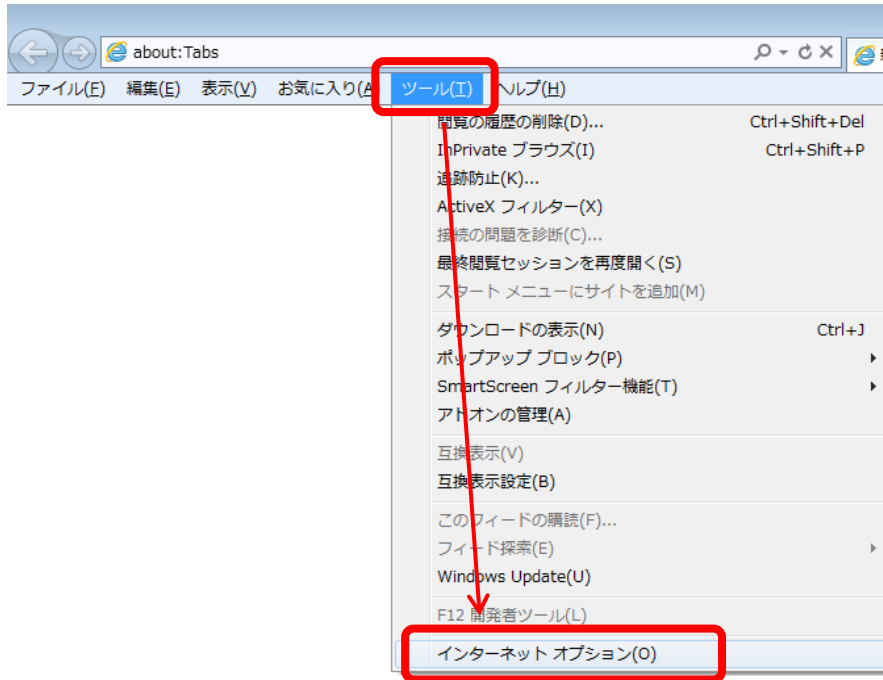 about:Tabs
ファイル(F) 編集(E) 表示(V) お気に入り(A) ツール(T) ヘルプ(H)
閲覧の履歴の削除(D)... Ctrl+Shift+Del
InPrivate ブラウズ(I) Ctrl+Shift+P
追跡防止(K)...
ActiveX フィルター(X)
接続の問題を診断(C)...
最終閲覧セッションを再度開く(S)
スタート メニューにサイトを追加(M)
ダウンロードの表示(N) Ctrl+J
ポップアップ ブロック(P)
SmartScreen フィルター機能(T)
アドオンの管理(A)
互換表示(V)
互換表示設定(B)
このフィードの購読(F)...
フィード探索(E)
Windows Update(U)
F12 開発者ツール(L)
インターネット オプション(O)